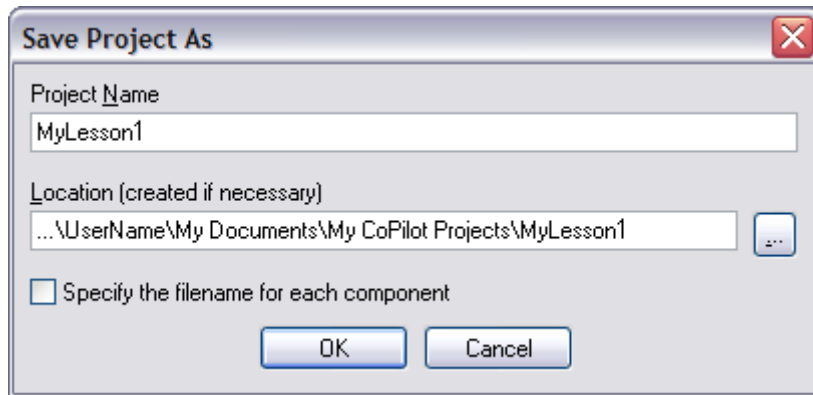 Save Project As
Project Name
MyLesson1
Location (created if necessary)
...\UserName\My Documents\My CoPilot Projects\MyLesson1
...
Specify the filename for each component
OK
Cancel